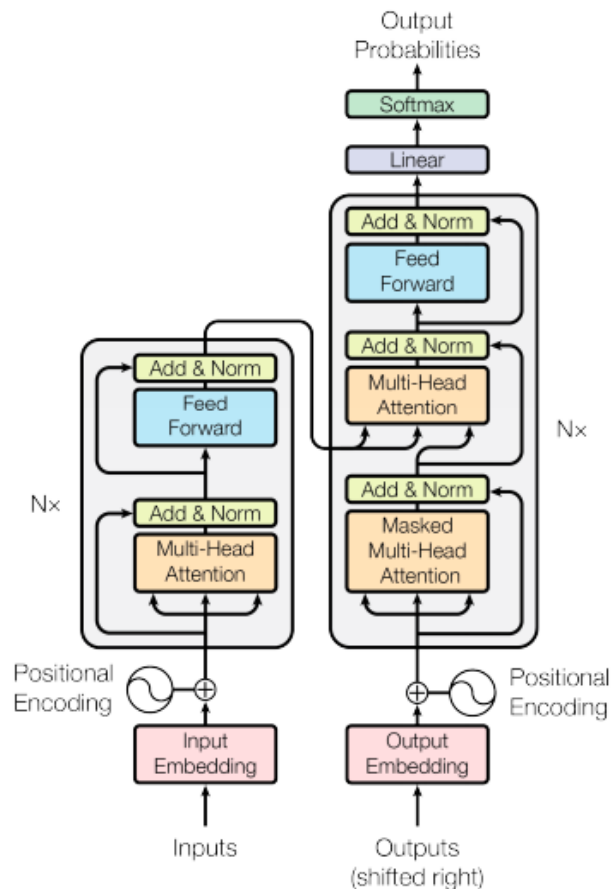 Output
Probabilities
Softmax
Linear
Add & Norm
Feed
Forward
Add & Norm
Multi-Head
Attention
Add & Norm
Masked
Multi-Head
Attention
Nx
Add & Norm
Feed
Forward
Add & Norm
Multi-Head
Attention
Nx
Positional
Encoding
Positional
Encoding
Input
Embedding
Output
Embedding
Inputs
Outputs
(shifted right)